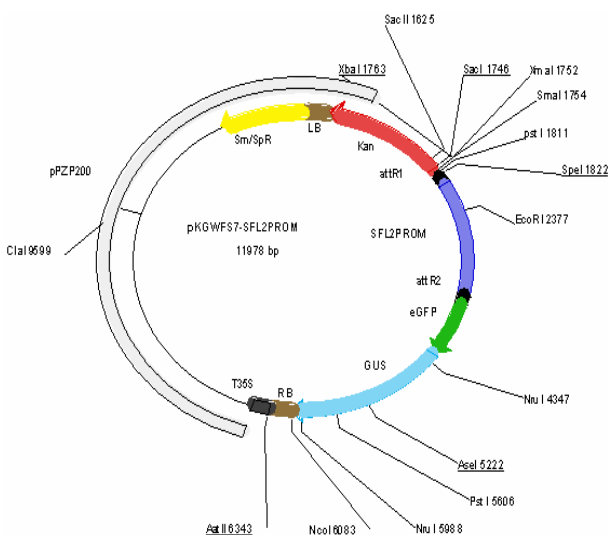 SacII 1625
XbaI 1763
SacI 1746
XmaI 1752
SmaI 1754
pstI 1811
SpeI 1822
LB
Sm/SpR
Kan
attR1
pPZP200
EcoRI 2377
pKGWFS7-SFL2PROM
SFL2PROM
11978 bp
ClaI 9599
attR2
eGFP
GUS
T35S
RB
NruI 4347
AseI 5222
PstI 5606
AatII 6343
NcoI 6083
NruI 5988